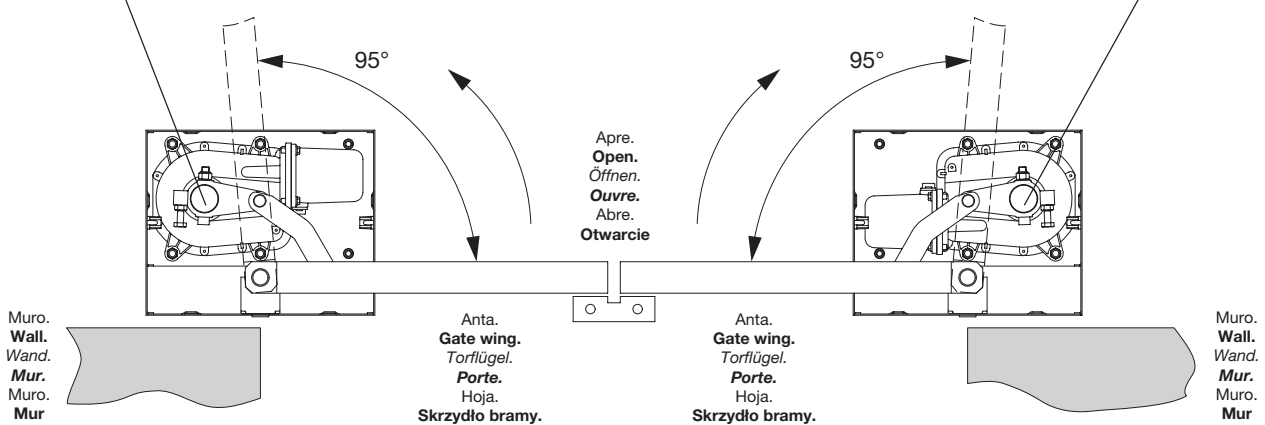 95°
95°
Apre.
Open.
Öffnen.
Ouvre.
Abre.
Otwarcie
Muro.
Wall.
Wand.
Mur.
Muro.
Mur
Anta.
Gate wing.
Torflügel.
Porte.
Hoja.
Skrzydło bramy.
Anta.
Gate wing.
Torflügel.
Porte.
Hoja.
Skrzydło bramy.
Muro.
Wall.
Wand.
Mur.
Muro.
Mur